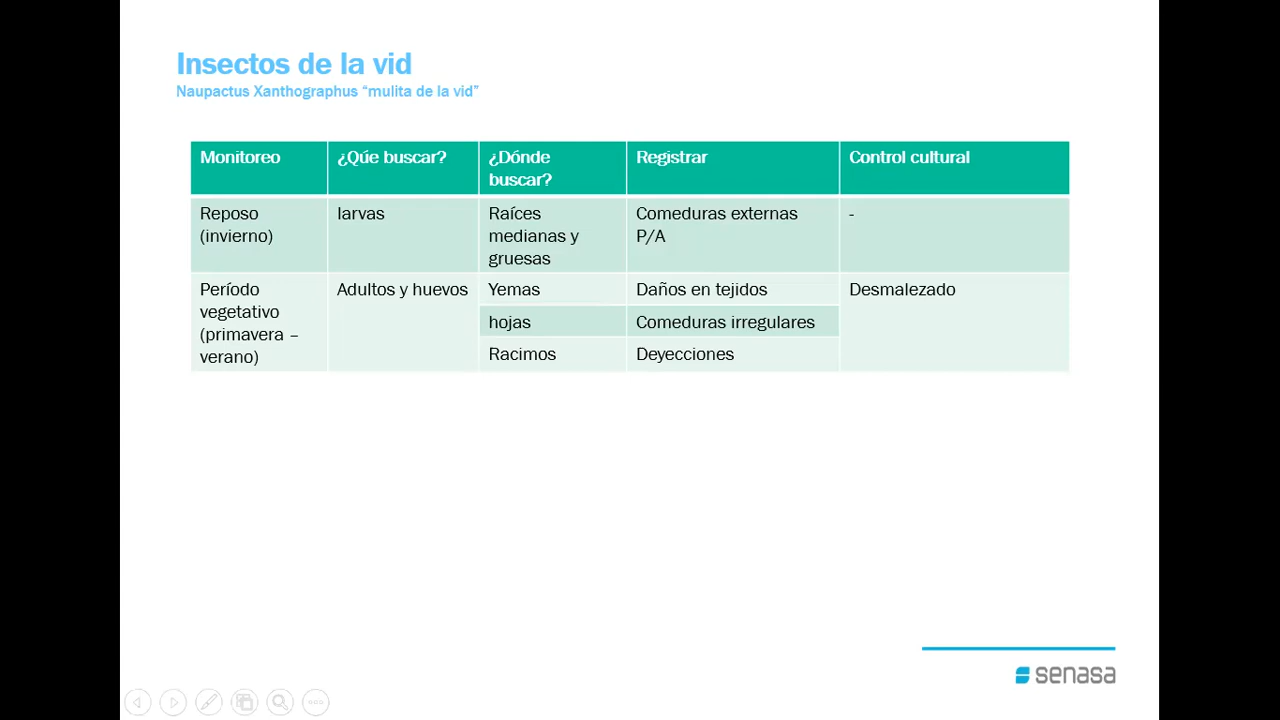 Insectos de la vid
Naupactus Xanthographus “mulita de la vid”
Monitoreo
¿Qúe buscar?
¿Dónde
buscar?
Registrar
Control cultural
Reposo
(invierno)
larvas
Raíces
medianas y
gruesas
Comeduras externas
P/A
-
Período
vegetativo
(primavera –
verano)
Adultos y huevos
Yemas
Daños en tejidos
Desmalezado
hojas
Comeduras irregulares
Racimos
Deyecciones
senasa